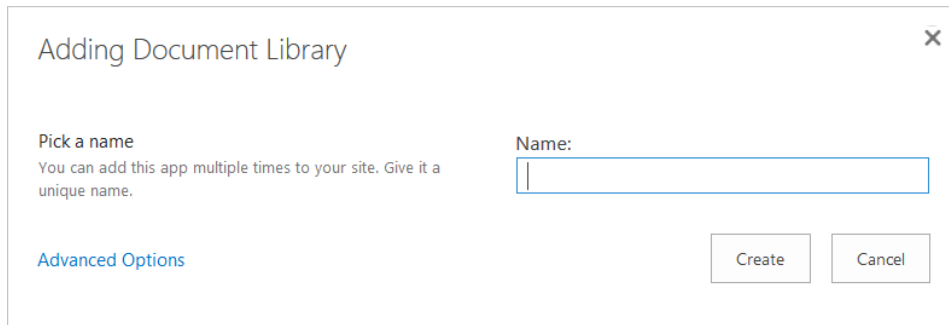 Adding Document Library
Pick a name
You can add this app multiple times to your site. Give it a
unique name.
Name:
Advanced Options
Create
Cancel